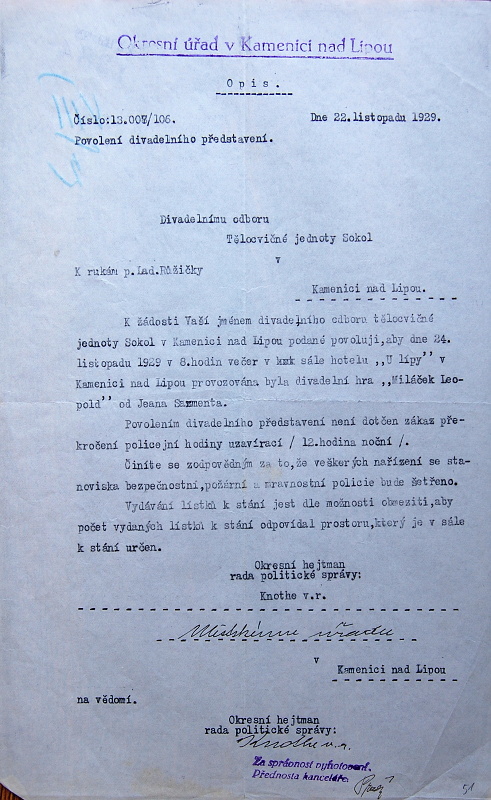 Okresní úřad v Kamenici nad Lipou
Opis.
Číslo:13.007/106.
Dne 22.listopadu 1929.
Povolení divadelního představení.
Divadelnímu odboru
Tělocvičné jednoty Sokol
v
K rukám p.Lad.Růžičky
Kamenici nad Lipou.
K žádosti Vaší jménem divadelního odboru tělocvičné
jednoty Sokol v Kamenici nad Lipou podané povoluji,aby dne 24.
listopadu 1929 v 8.hodin večer v sále hotelu „U lípy" v
Kamenici nad Lipou provozována byla divadelní hra „Miláček Leo-
pold" od Jeana Sarmenta.
Povolením divadelního představení není dotčen zákaz pře-
kročení policejní hodiny uzavírací / 12.hodina noční /.
Činíte se zodpovědným za to,že veškerých nařízení se sta-
noviska bezpečnostní,požární a mravnostní policie bude šetřeno.
Vydávání lístků k stání jest dle možnosti obmeziti,aby
počet vydaných lístků k stání odpovídal prostoru,který je v sále
k stání určen.
Okresní hejtman
rada politické správy:
Knothe v.r.
Městskému úřadu
v
Kamenici nad Lipou
na vědomí.
Okresní hejtman
rada politické správy:
Knothe v.r.
Za správnost vyhotovení.
Přednosta kanceláře.
51